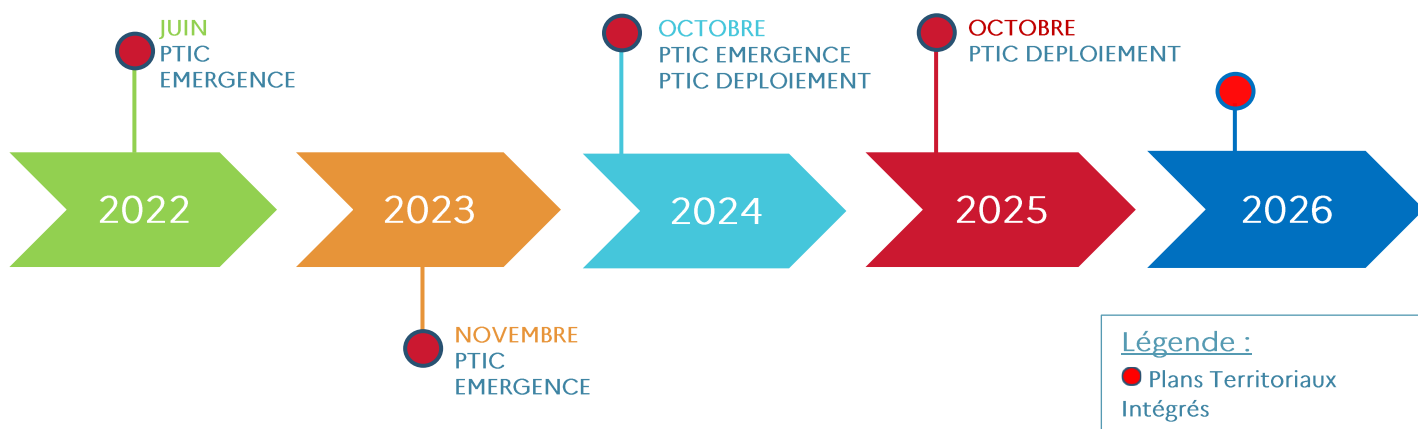 JUIN
PTIC
EMERGENCE
OCTOBRE
PTIC EMERGENCE
PTIC DEPLOIEMENT
OCTOBRE
PTIC DEPLOIEMENT
2022
2023
2024
2025
2026
NOVEMBRE
PTIC
EMERGENCE
Légende :
Plans Territoriaux
Intégrés